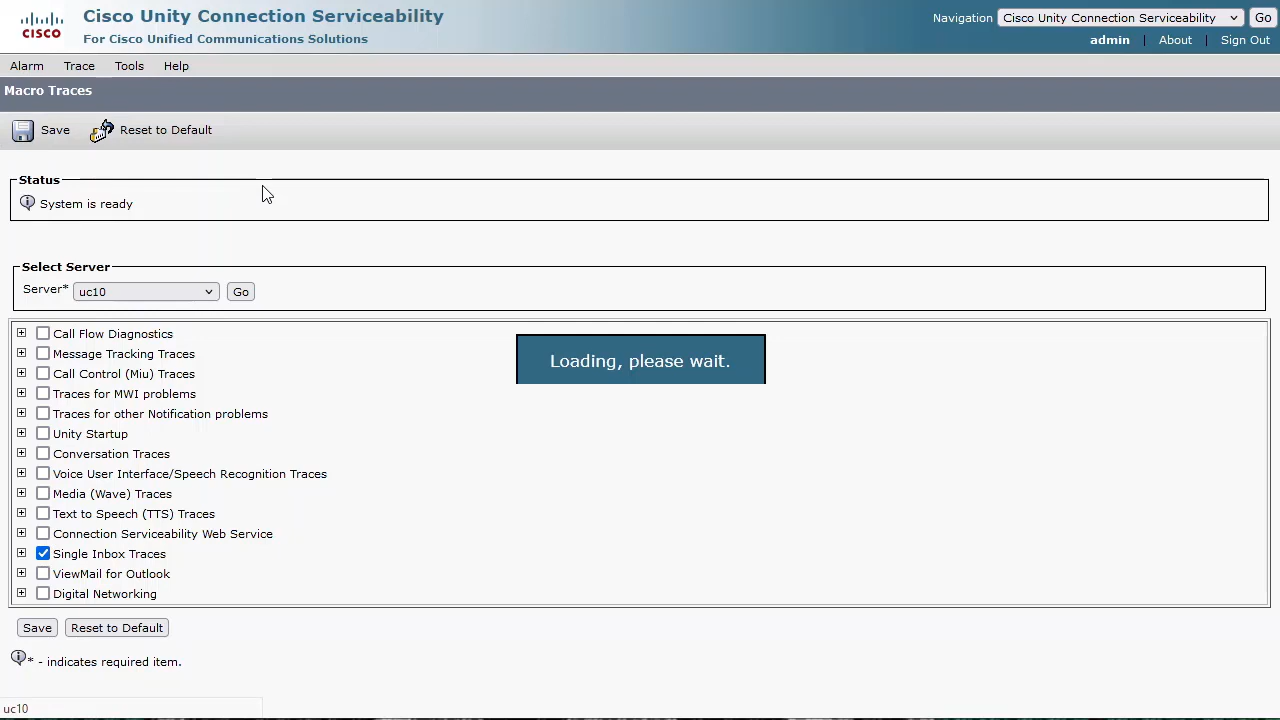 CISCO
Cisco Unity Connection Serviceability
For Cisco Unified Communications Solutions
Navigation Cisco Unity Connection Serviceability Go
admin | About | Sign Out
Alarm Trace Tools Help
Macro Traces
Save Reset to Default
Status
System is ready
Select Server
Server* uc10 Go
Call Flow Diagnostics
Message Tracking Traces
Call Control (Miu) Traces
Traces for MWI problems
Traces for other Notification problems
Unity Startup
Conversation Traces
Voice User Interface/Speech Recognition Traces
Media (Wave) Traces
Text to Speech (TTS) Traces
Connection Serviceability Web Service
Single Inbox Traces
ViewMail for Outlook
Digital Networking
Loading, please wait.
Save Reset to Default
* - indicates required item.
uc10